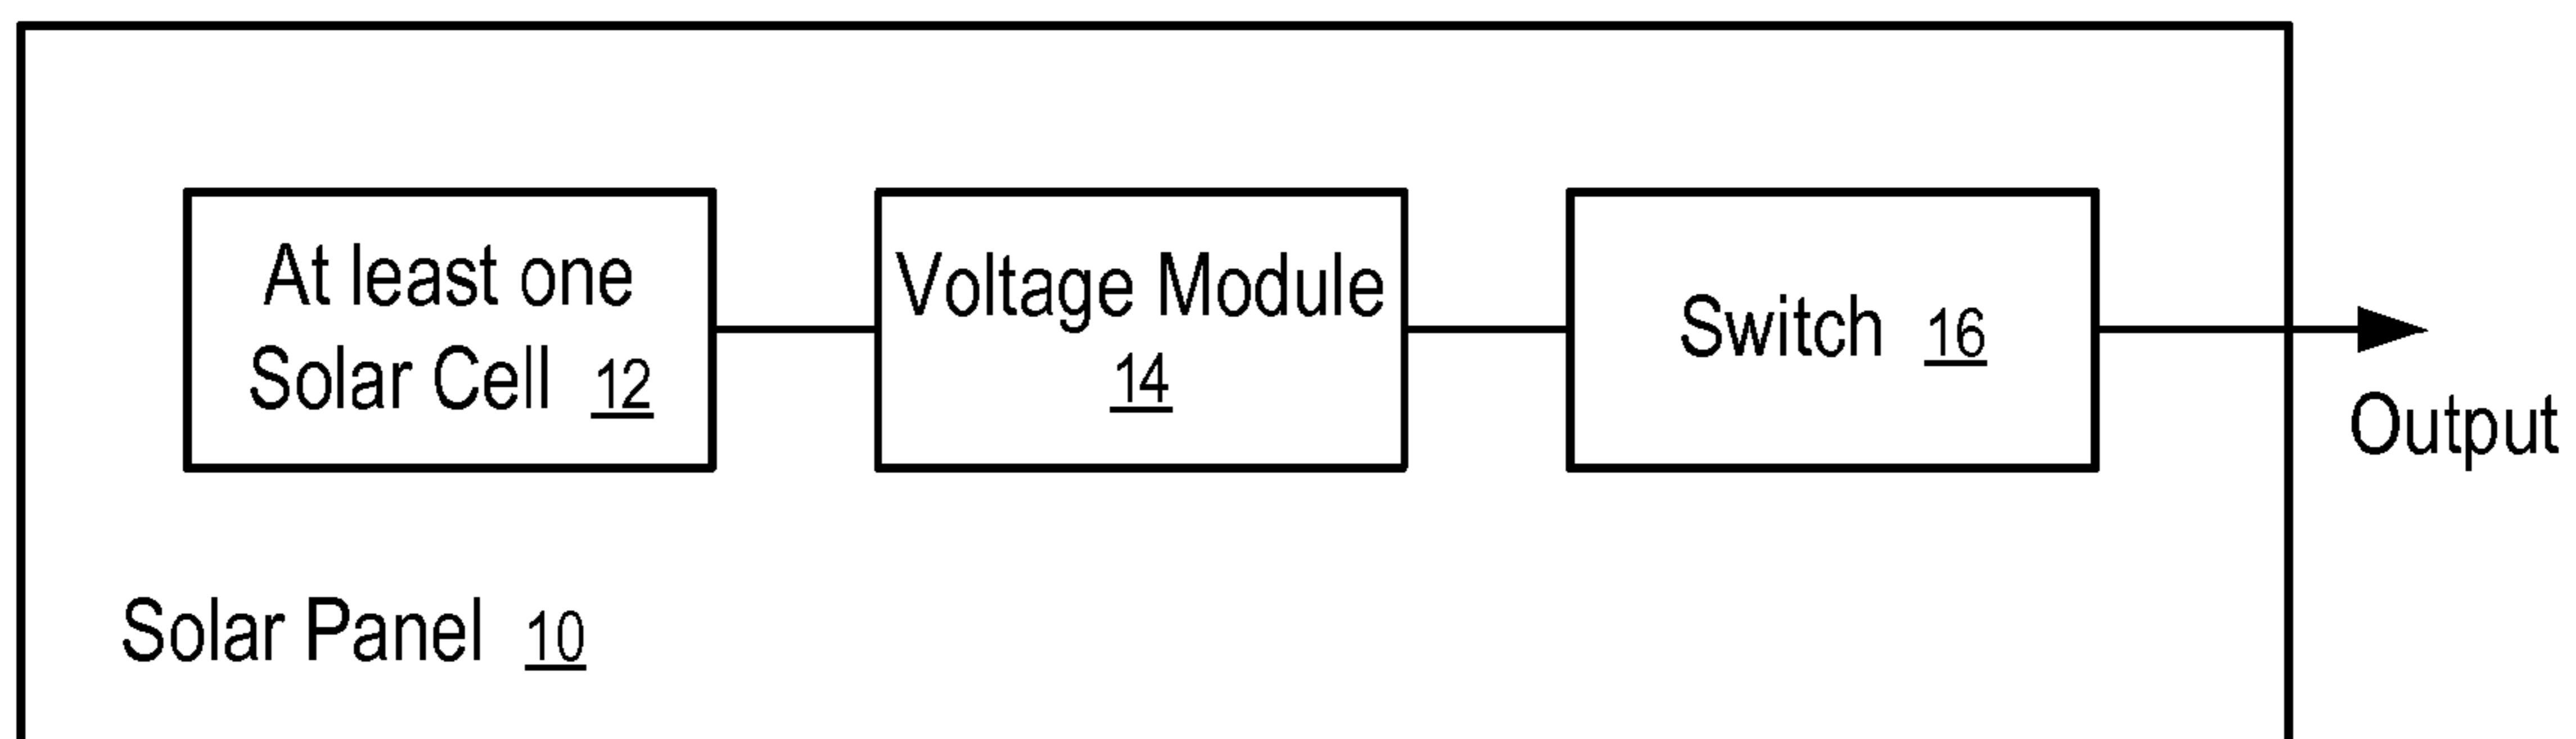 At least one
Solar Cell 12
Voltage Module
14
Switch 16
Output
Solar Panel 10